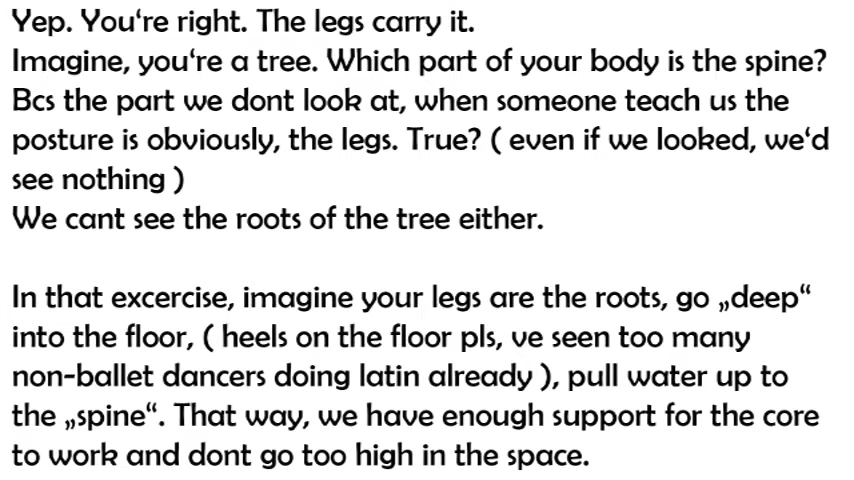 Yep. You‘re right. The legs carry it.
Imagine, you‘re a tree. Which part of your body is the spine?
Bcs the part we dont look at, when someone teach us the
posture is obviously, the legs. True? ( even if we looked, we‘d
see nothing )
We cant see the roots of the tree either.
In that excercise, imagine your legs are the roots, go „deep“
into the floor, ( heels on the floor pls, ve seen too many
non-ballet dancers doing latin already ), pull water up to
the „spine“. That way, we have enough support for the core
to work and dont go too high in the space.